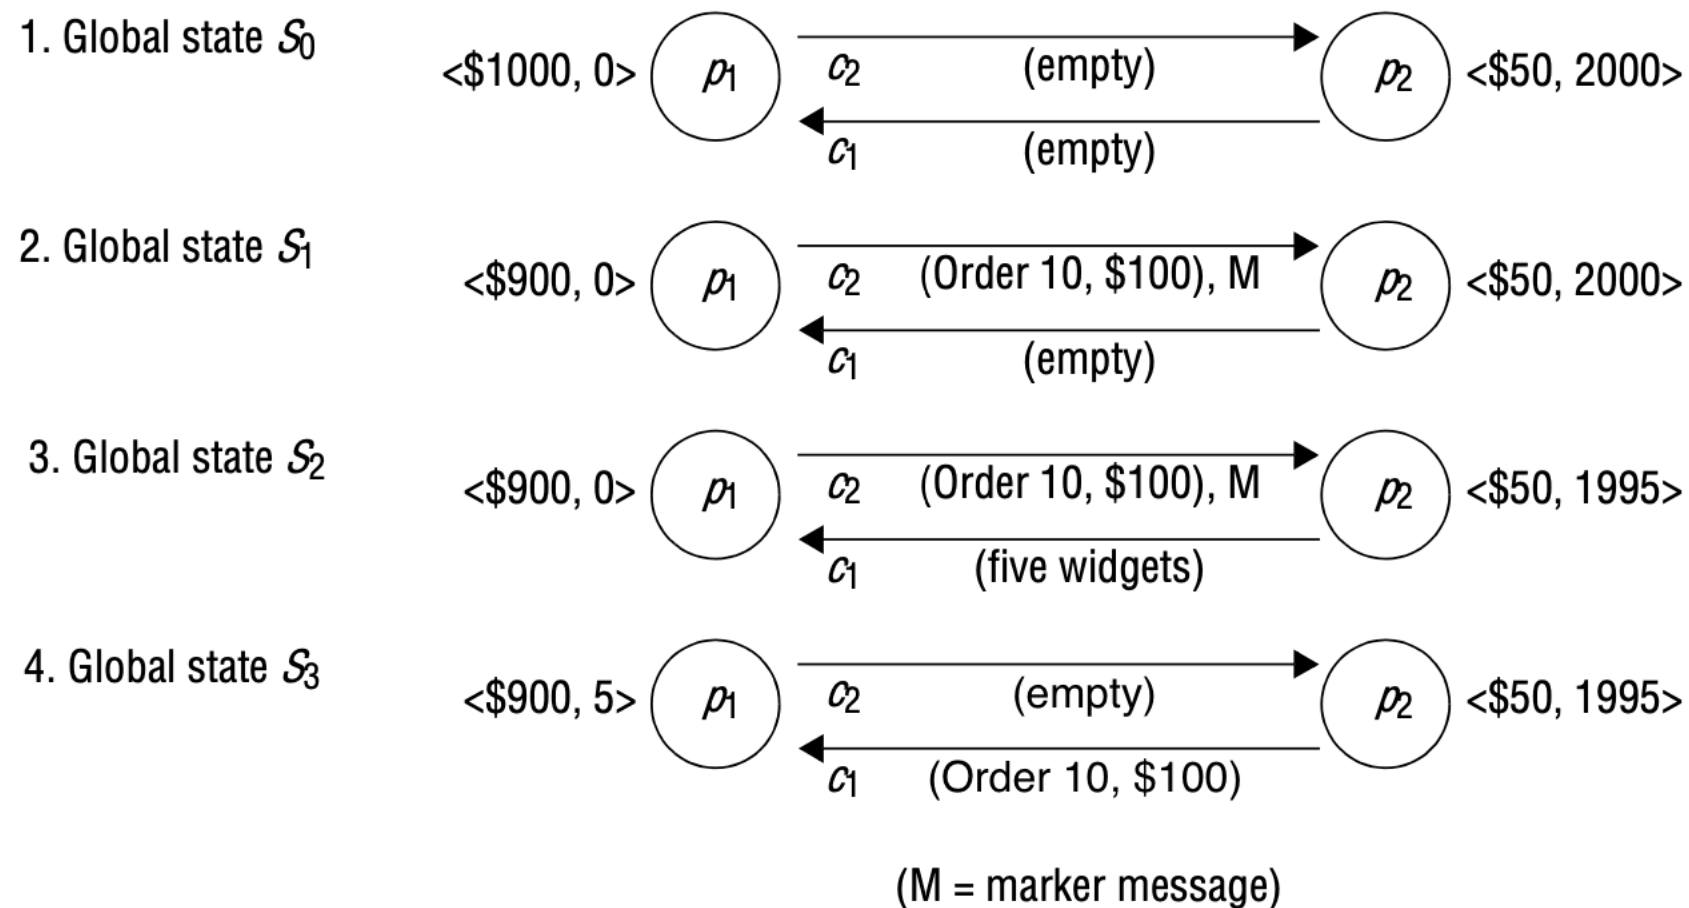 1. Global state S0
<$1000, 0> p1 c2 (empty) p2 <$50, 2000>
c1 (empty)
2. Global state S1
<$900, 0> p1 c2 (Order 10, $100), M p2 <$50, 2000>
c1 (empty)
3. Global state S2
<$900, 0> p1 c2 (Order 10, $100), M p2 <$50, 1995>
c1 (five widgets)
4. Global state S3
<$900, 5> p1 c2 (empty) p2 <$50, 1995>
c1 (Order 10, $100)
(M = marker message)